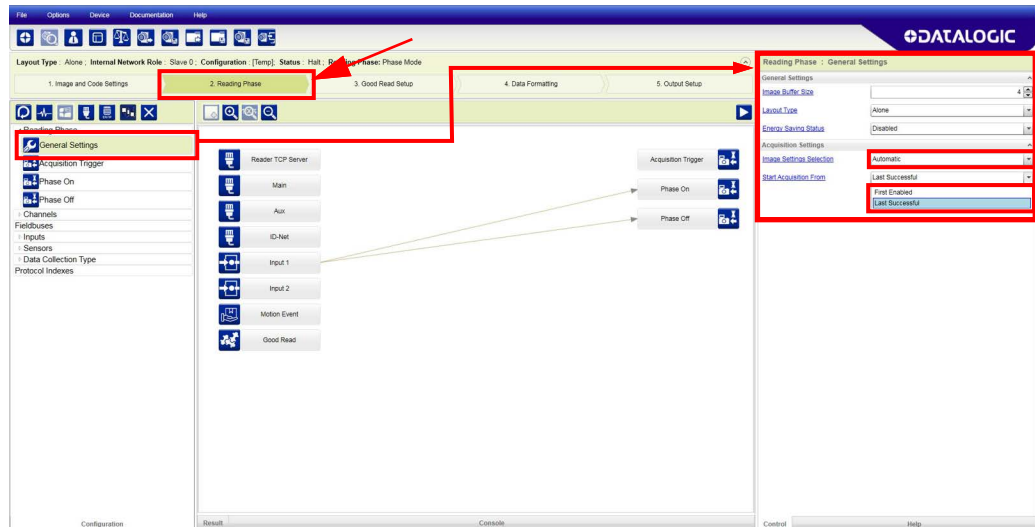 File Options Device Documentation Help
DATALOGIC
Layout Type : Alone ; Internal Network Role : Slave 0 ; Configuration : [Temp]; Status : Halt ; Reading Phase: Phase Mode
1. Image and Code Settings 2. Reading Phase 3. Good Read Setup 4. Data Formatting 5. Output Setup
Reading Phase
General Settings
Acquisition Trigger
Phase On
Phase Off
Channels
Fieldbuses
Inputs
Sensors
Data Collection Type
Protocol Indexes
Configuration
Reader TCP Server
Main
Aux
ID-Net
Input 1
Input 2
Motion Event
Good Read
Acquisition Trigger
Phase On
Phase Off
Result Console
Reading Phase : General Settings
General Settings
Image Buffer Size 4
Layout Type Alone
Energy Saving Status Disabled
Acquisition Settings
Image Settings Selection Automatic
Start Acquisition From Last Successful
First Enabled
Last Successful
Control Help